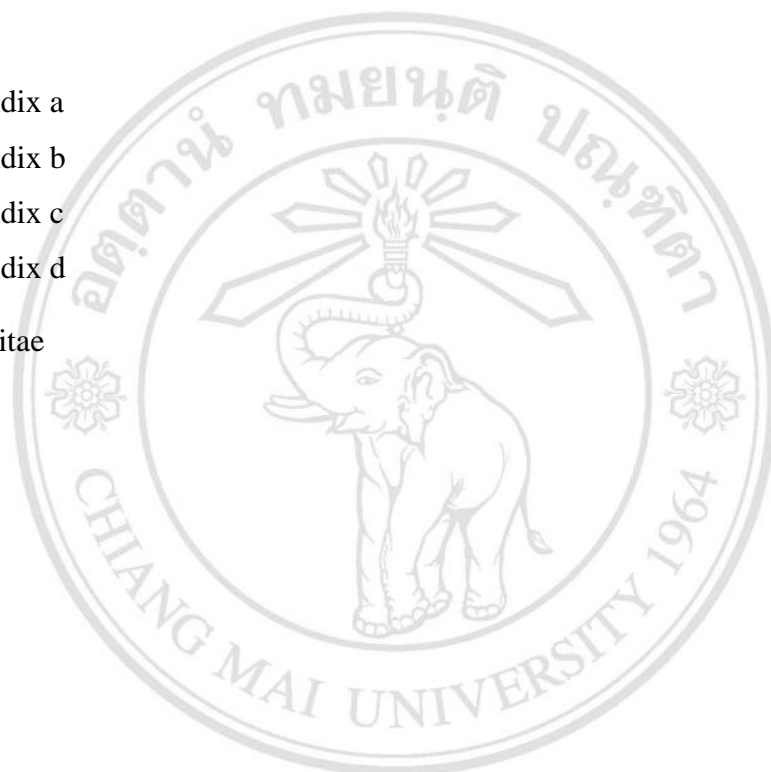 dix a
dix b
dix c
dix d
itae
อตฺตานํ ทมยนฺติ ปณฺฑิตา
CHIANG MAI UNIVERSITY 1964